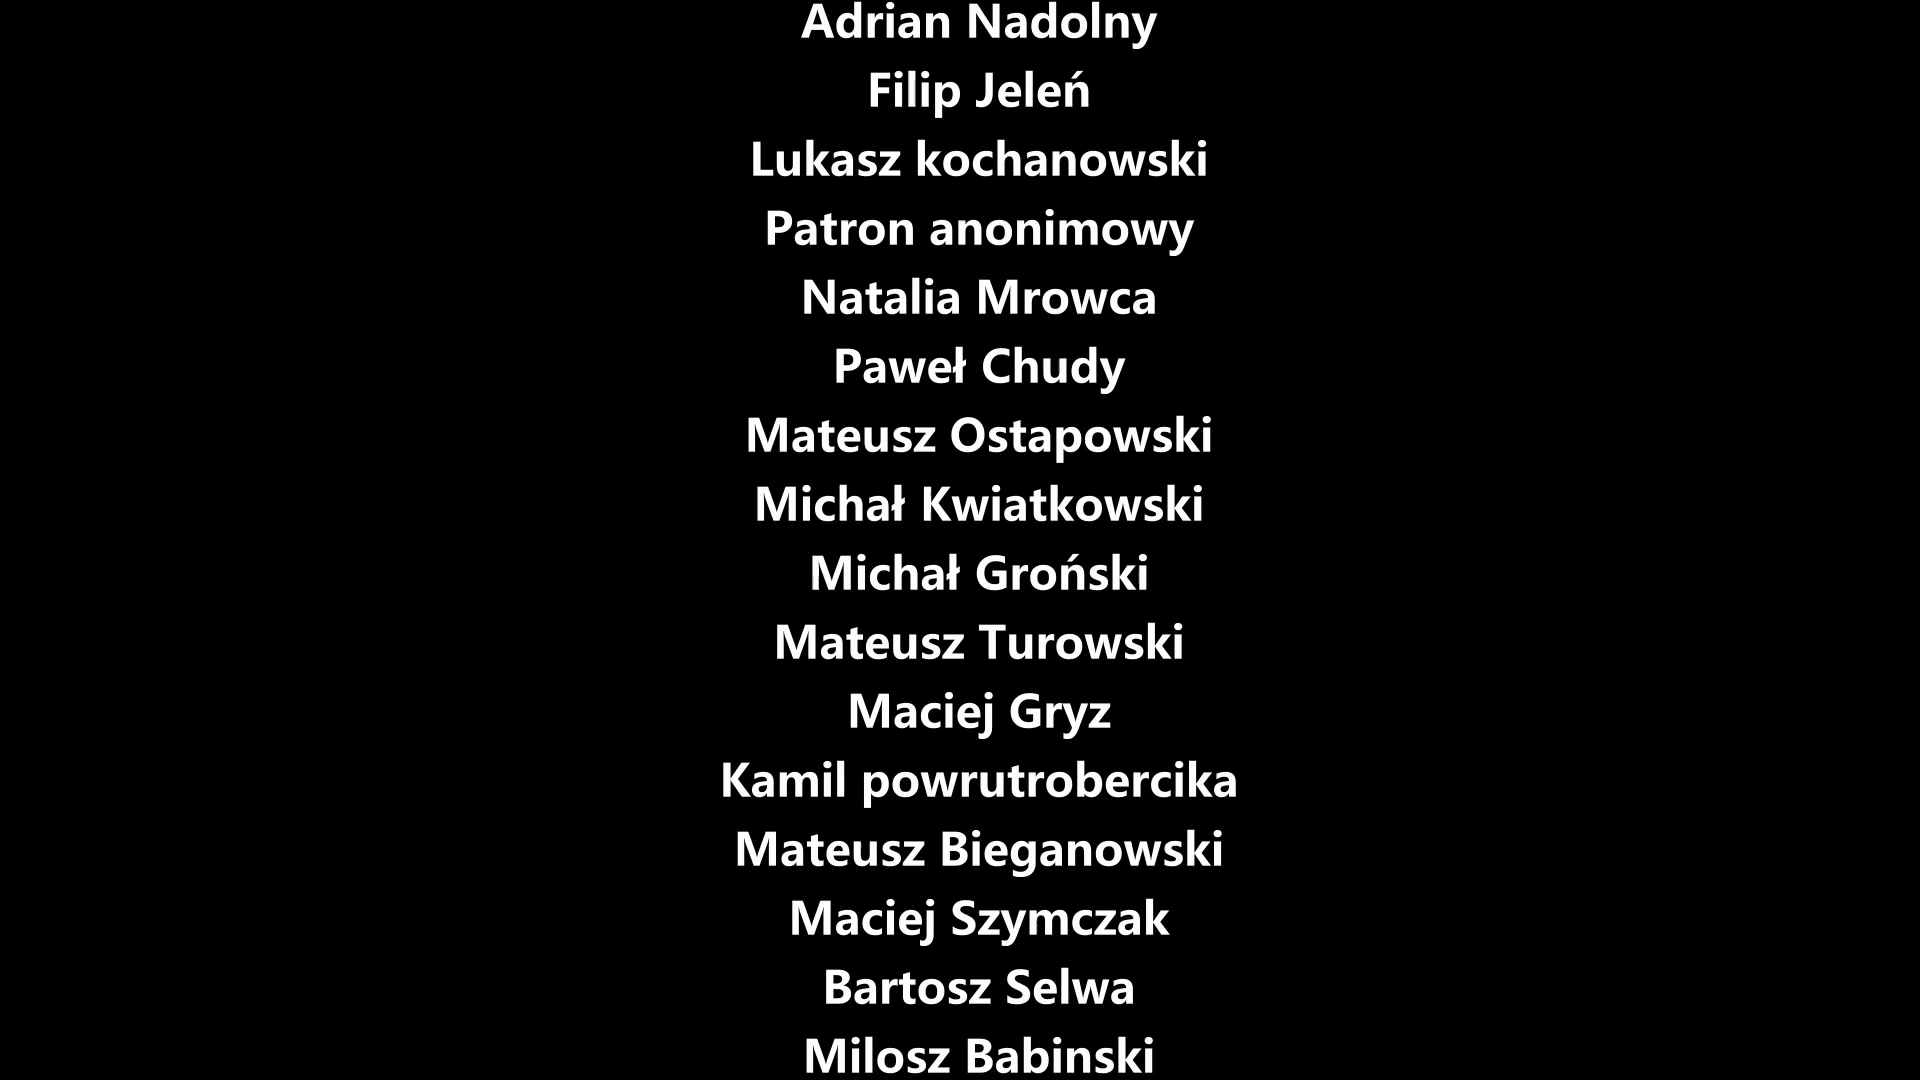 Adrian Nadolny
Filip Jeleń
Lukasz kochanowski
Patron anonimowy
Natalia Mrowca
Paweł Chudy
Mateusz Ostapowski
Michał Kwiatkowski
Michał Groński
Mateusz Turowski
Maciej Gryz
Kamil powrutrobercika
Mateusz Bieganowski
Maciej Szymczak
Bartosz Selwa
Milosz Babinski